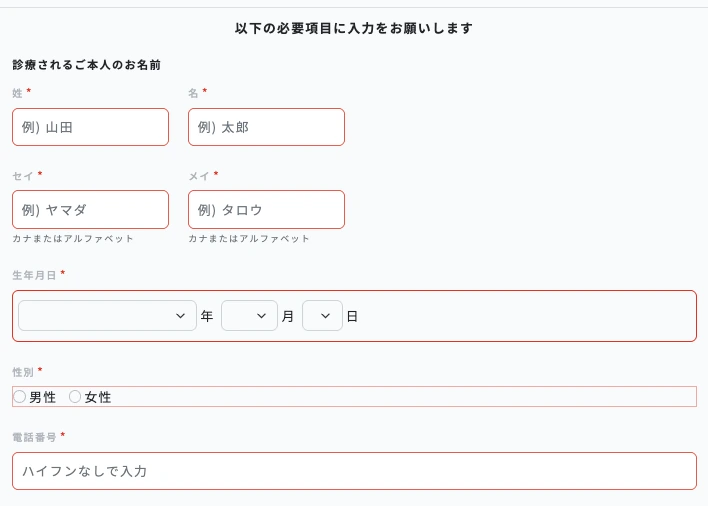 以下の必要項目に入力をお願いします
診療されるご本人のお名前
姓 * 名 *
例) 山田 例) 太郎
セイ * メイ *
例) ヤマダ 例) タロウ
カナまたはアルファベット カナまたはアルファベット
生年月日 *
年 月 日
性別 *
男性 女性
電話番号 *
ハイフンなしで入力